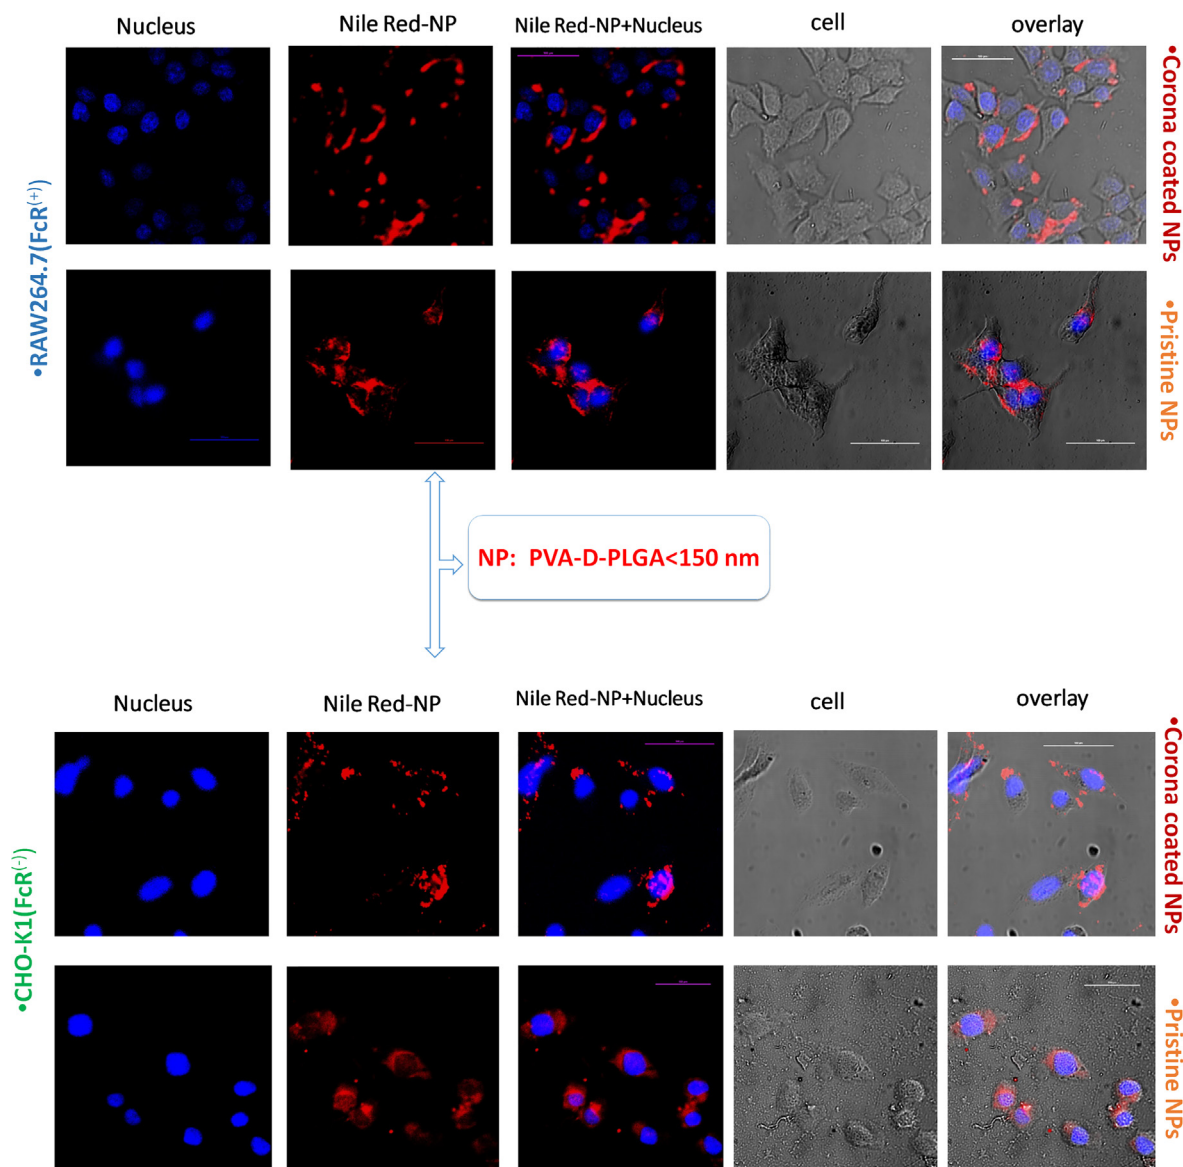 Nucleus
Nile Red-NP
Nile Red-NP+Nucleus
cell
overlay
•RAW264.7(FcR(+))
•Corona coated NPs
•Pristine NPs
NP: PVA-D-PLGA<150 nm
Nucleus
Nile Red-NP
Nile Red-NP+Nucleus
cell
overlay
•CHO-K1(FcR(-))
•Corona coated NPs
•Pristine NPs